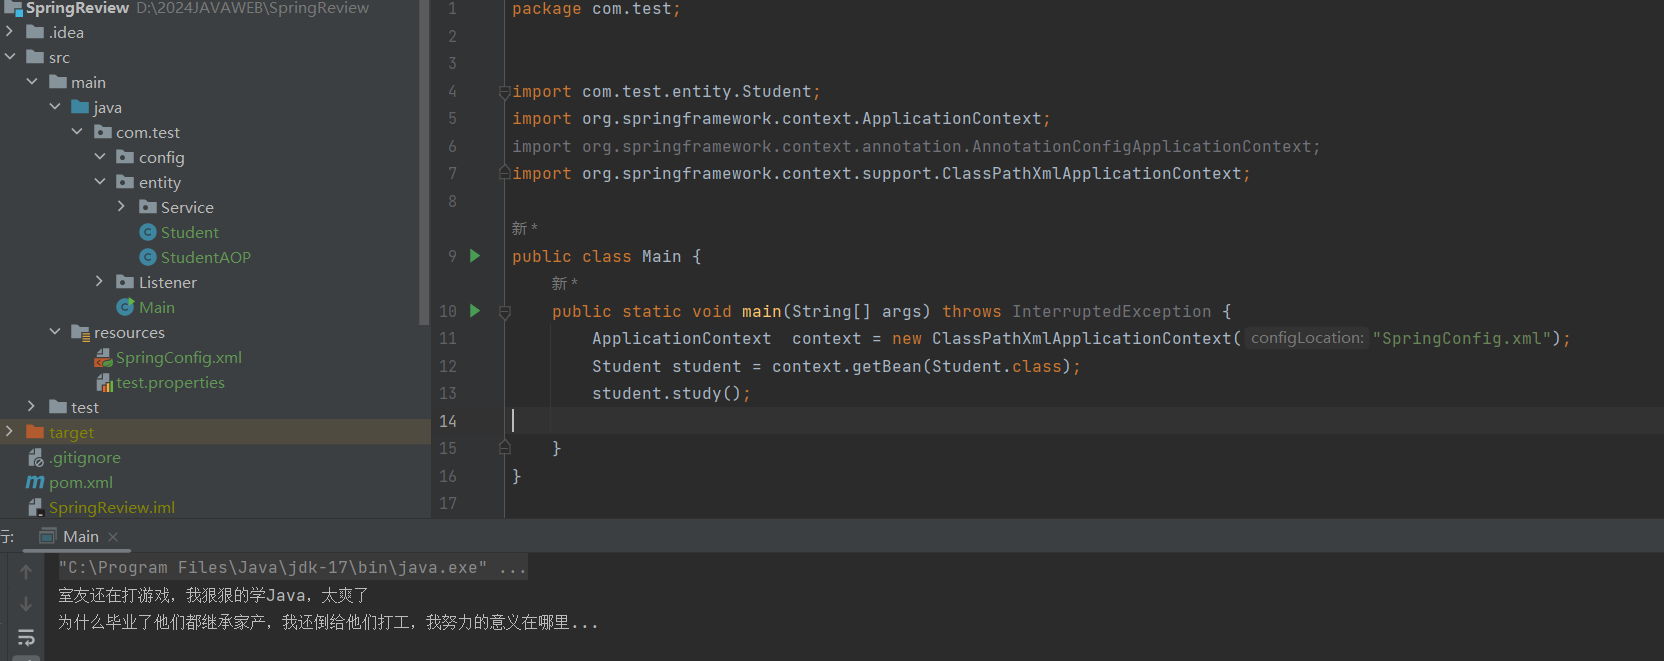 SpringReview D:\2024JAVAWEB\SpringReview
.idea
src
main
java
com.test
config
entity
Service
Student
StudentAOP
Listener
Main
resources
SpringConfig.xml
test.properties
test
target
.gitignore
pom.xml
SpringReview.iml
1 package com.test;
2
3
4 import com.test.entity.Student;
5 import org.springframework.context.ApplicationContext;
6 import org.springframework.context.annotation.AnnotationConfigApplicationContext;
7 import org.springframework.context.support.ClassPathXmlApplicationContext;
8
新 *
9 public class Main {
新 *
10 public static void main(String[] args) throws InterruptedException {
11 ApplicationContext  context = new ClassPathXmlApplicationContext( configLocation: "SpringConfig.xml");
12 Student student = context.getBean(Student.class);
13 student.study();
14
15 }
16 }
17
行: Main
"C:\Program Files\Java\jdk-17\bin\java.exe" ...
室友还在打游戏，我狠狠的学Java，太爽了
为什么毕业了他们都继承家产，我还倒给他们打工，我努力的意义在哪里...